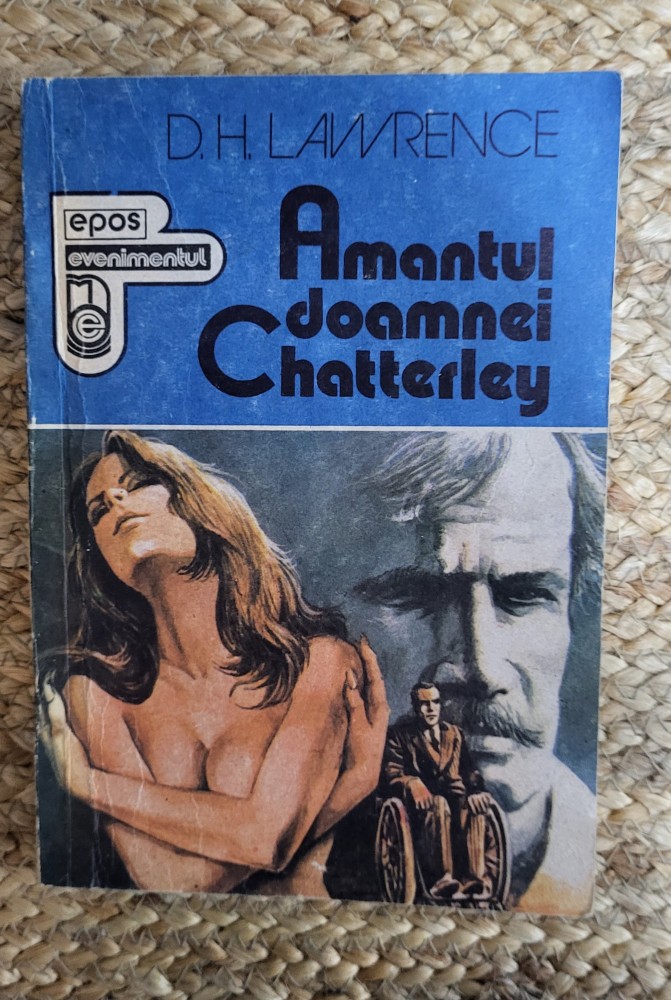 D. H. LAWRENCE
epos
evenimentul
e
Amantul
doamnei
Chatterley